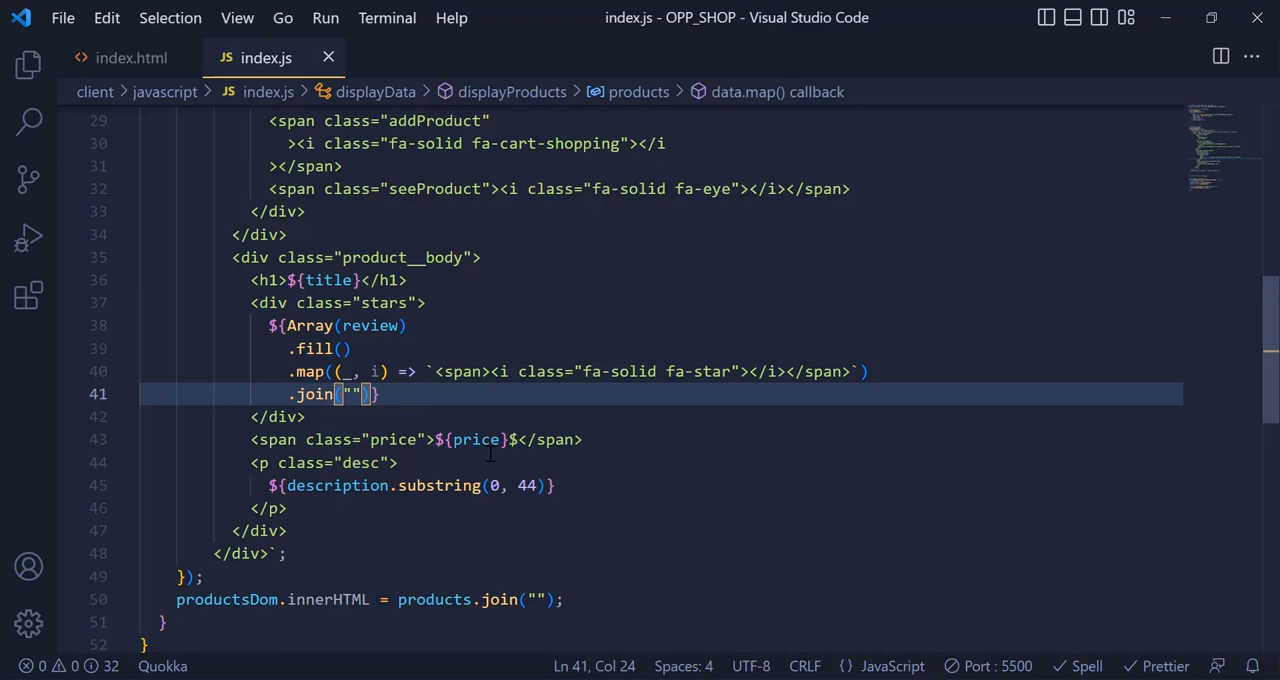 File Edit Selection View Go Run Terminal Help index.js - OPP_SHOP - Visual Studio Code
index.html JS index.js
client > javascript > JS index.js > displayData > displayProducts > products > data.map() callback
29 <span class="addProduct"
30 ><i class="fa-solid fa-cart-shopping"></i
31 ></span>
32 <span class="seeProduct"><i class="fa-solid fa-eye"></i></span>
33 </div>
34 </div>
35 <div class="product__body">
36 <h1>${title}</h1>
37 <div class="stars">
38 ${Array(review)
39 .fill()
40 .map((_, i) => `<span><i class="fa-solid fa-star"></i></span>`)
41 .join("")}
42 </div>
43 <span class="price">${price}$</span>
44 <p class="desc">
45 ${description.substring(0, 44)}
46 </p>
47 </div>
48 </div>`;
49 });
50 productsDom.innerHTML = products.join("");
51 }
52 }
0 0 32 Quokka Ln 41, Col 24 Spaces: 4 UTF-8 CRLF {} JavaScript Port : 5500 Spell Prettier